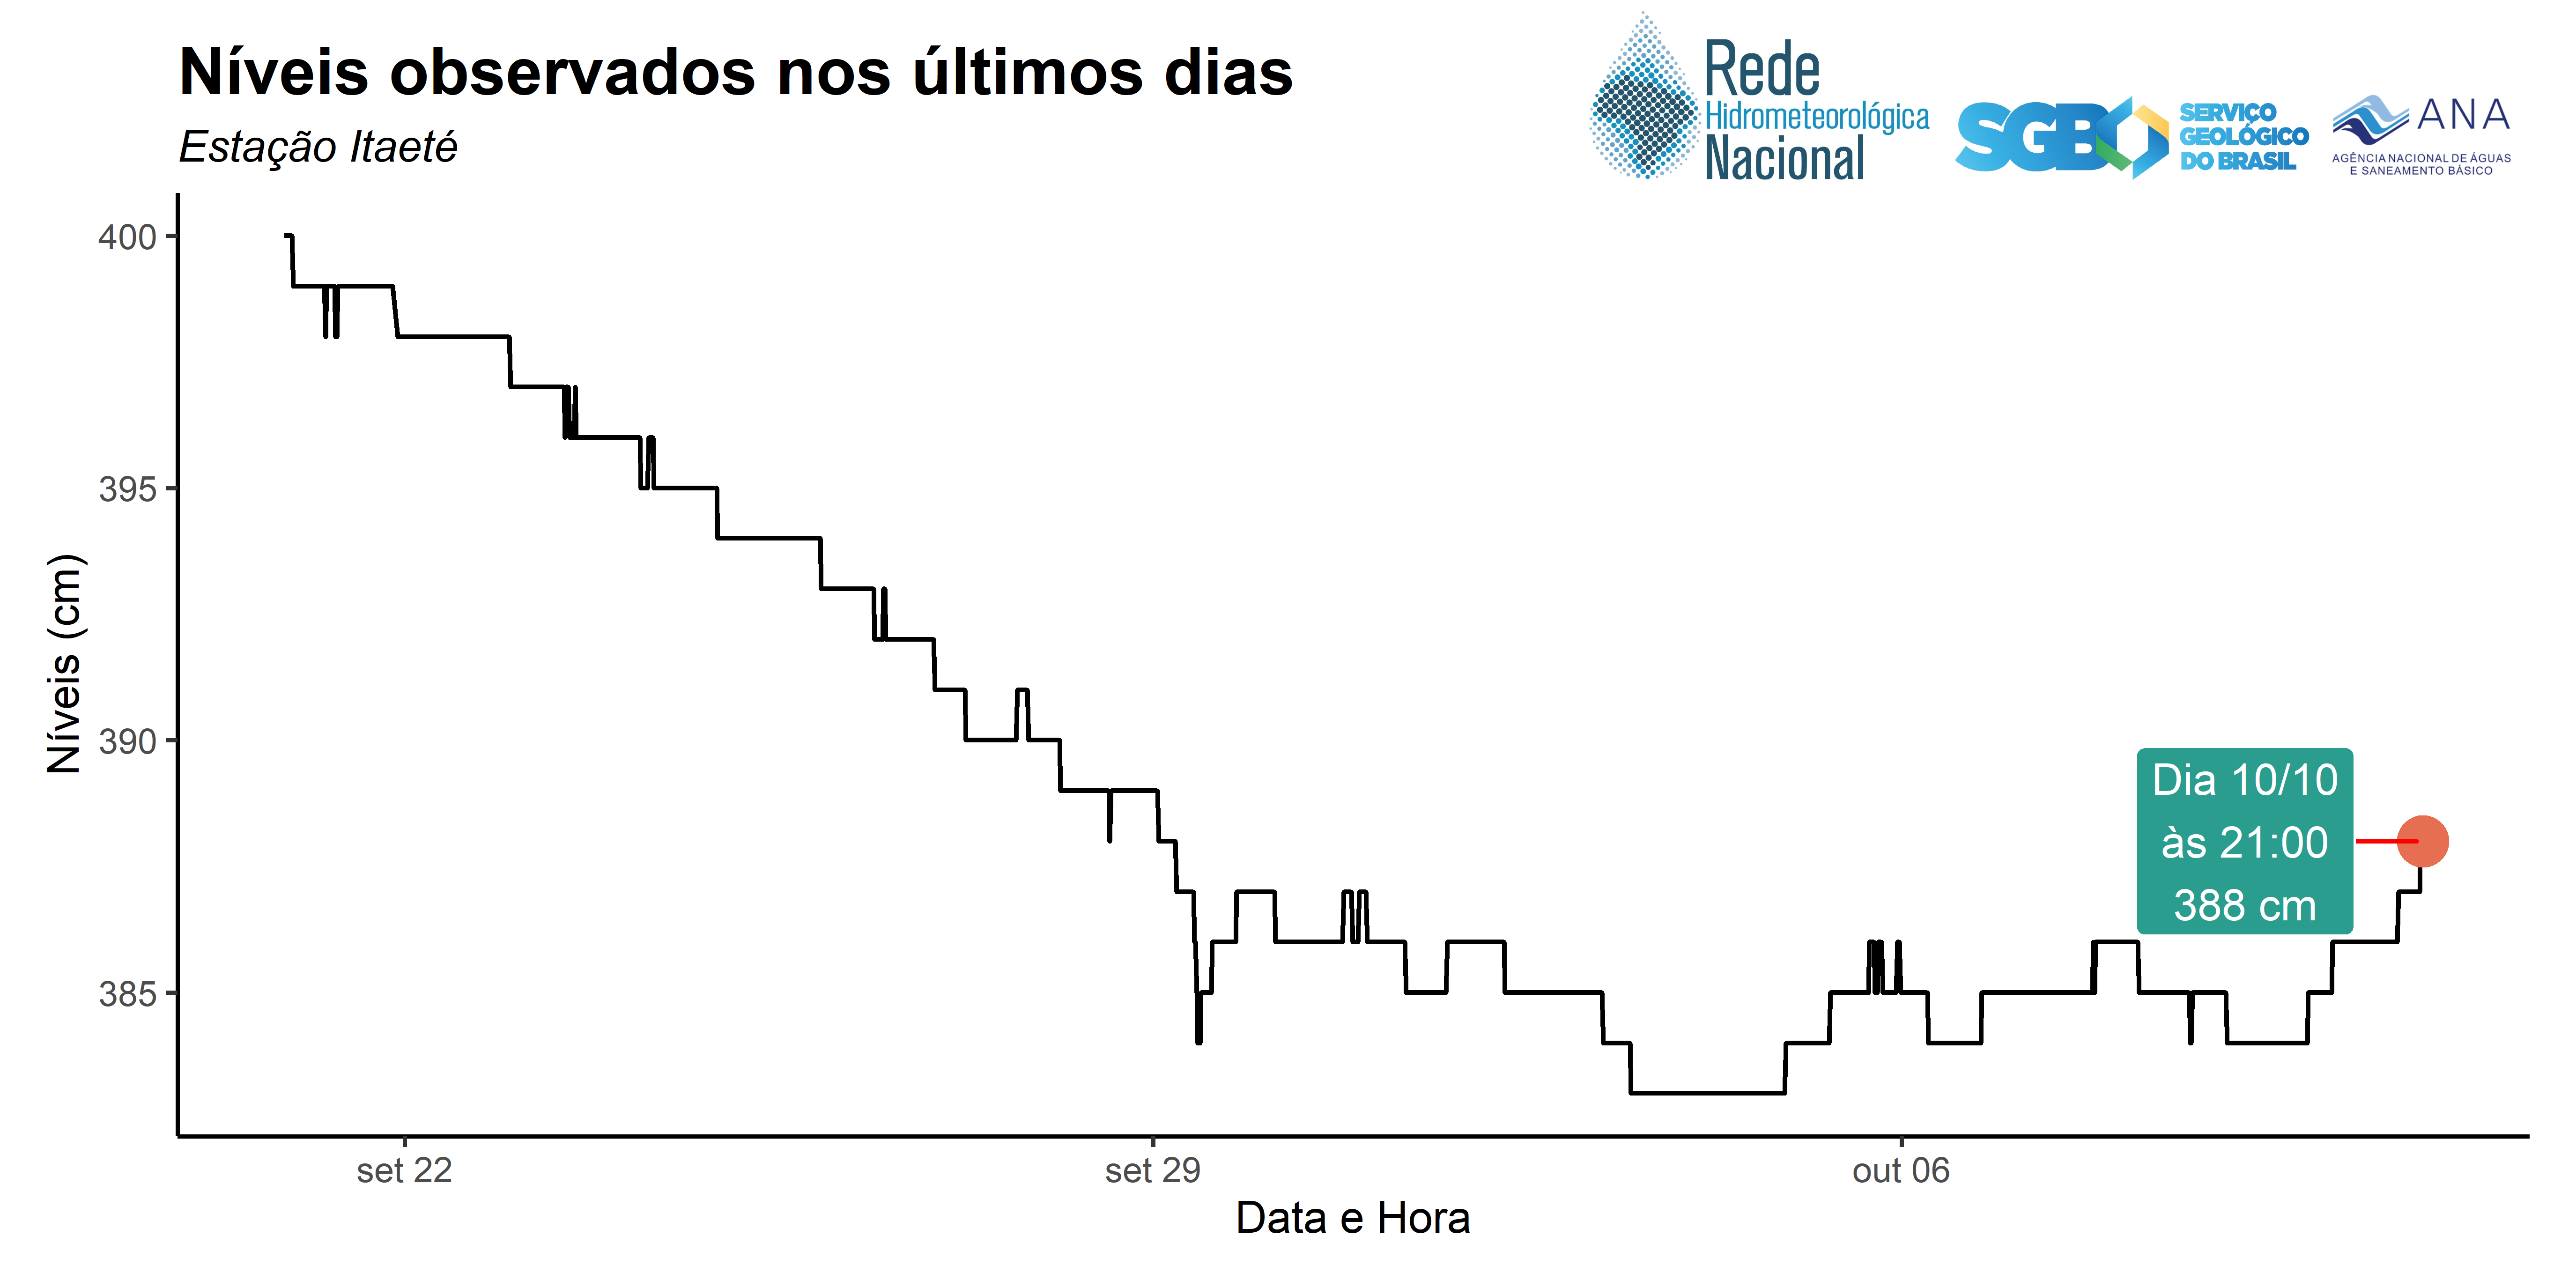 Níveis observados nos últimos dias
Estação Itaeté
Rede
Hidrometeorológica
Nacional
SGB
SERVIÇO
GEOLÓGICO
DO BRASIL
ANA
AGÊNCIA NACIONAL DE ÁGUAS
E SANEAMENTO BÁSICO
Níveis (cm)
400
395
390
385
Dia 10/10
às 21:00
388 cm
set 22
set 29
out 06
Data e Hora